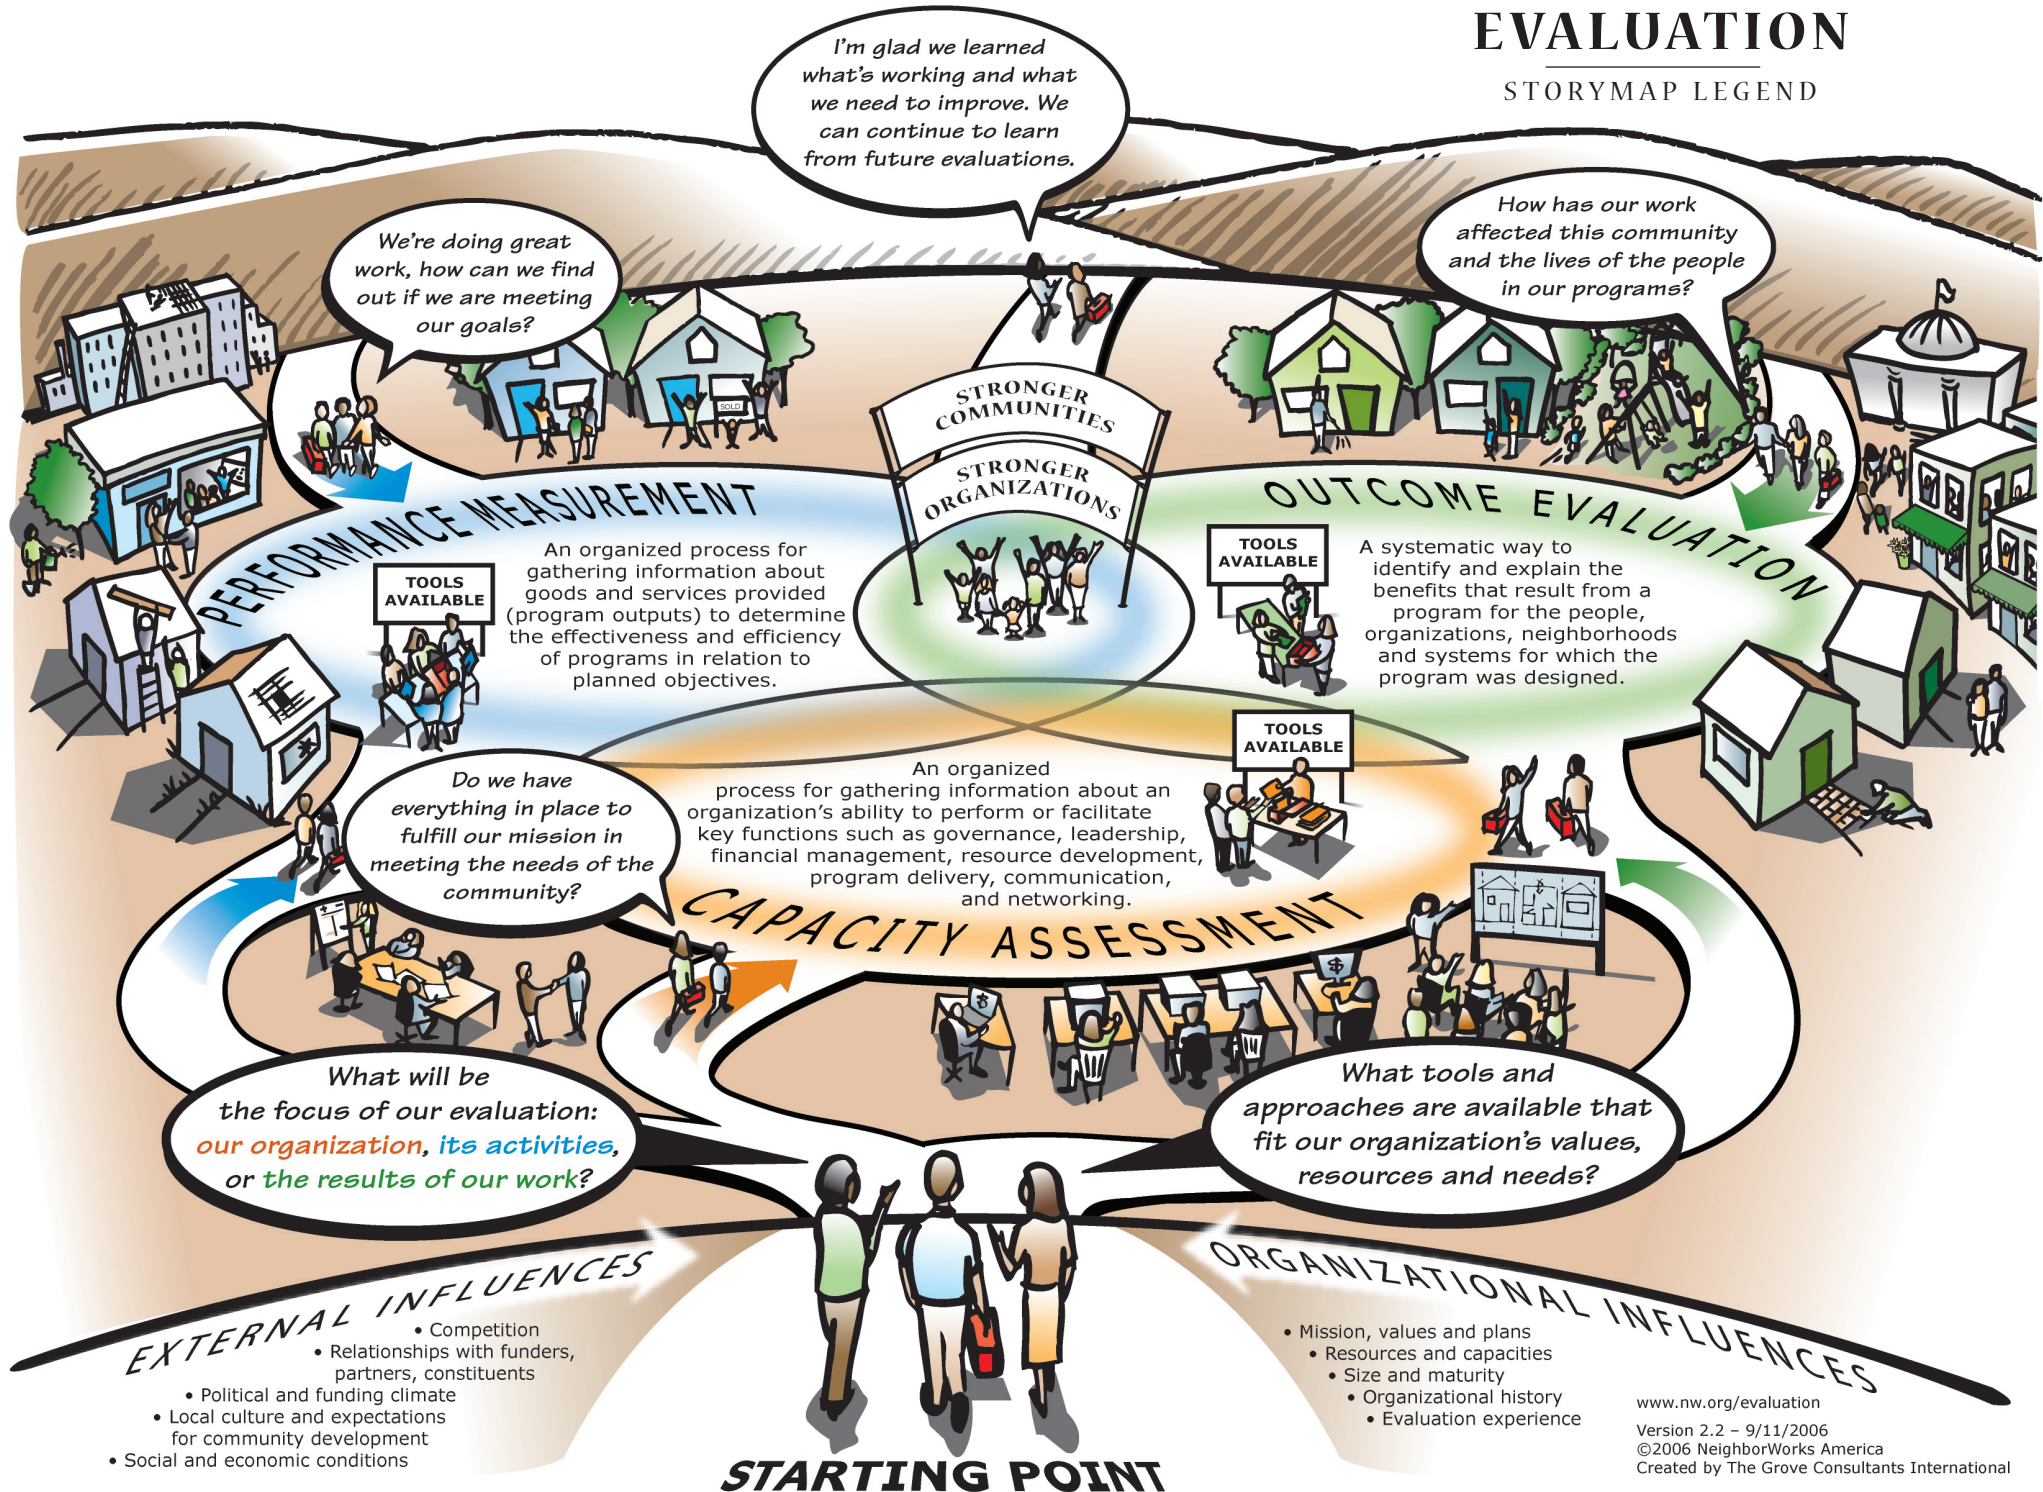 EVALUATION
STORYMAP LEGEND
I'm glad we learned
what's working and what
we need to improve. We
can continue to learn
from future evaluations.
We're doing great
work, how can we find
out if we are meeting
our goals?
How has our work
affected this community
and the lives of the people
in our programs?
SOLD
STRONGER
COMMUNITIES
STRONGER
ORGANIZATIONS
PERFORMANCE MEASUREMENT
An organized process for
gathering information about
goods and services provided
(program outputs) to determine
the effectiveness and efficiency
of programs in relation to
planned objectives.
TOOLS
AVAILABLE
OUTCOME EVALUATION
TOOLS
AVAILABLE
A systematic way to
identify and explain the
benefits that result from a
program for the people,
organizations, neighborhoods
and systems for which the
program was designed.
TOOLS
AVAILABLE
An organized
process for gathering information about an
organization's ability to perform or facilitate
key functions such as governance, leadership,
financial management, resource development,
program delivery, communication,
and networking.
CAPACITY ASSESSMENT
Do we have
everything in place to
fulfill our mission in
meeting the needs of the
community?
$
$
What will be
the focus of our evaluation:
our organization, its activities,
or the results of our work?
What tools and
approaches are available that
fit our organization's values,
resources and needs?
EXTERNAL INFLUENCES
• Competition
• Relationships with funders,
partners, constituents
• Political and funding climate
• Local culture and expectations
for community development
• Social and economic conditions
ORGANIZATIONAL INFLUENCES
• Mission, values and plans
• Resources and capacities
• Size and maturity
• Organizational history
• Evaluation experience
STARTING POINT
www.nw.org/evaluation
Version 2.2 – 9/11/2006
©2006 NeighborWorks America
Created by The Grove Consultants International